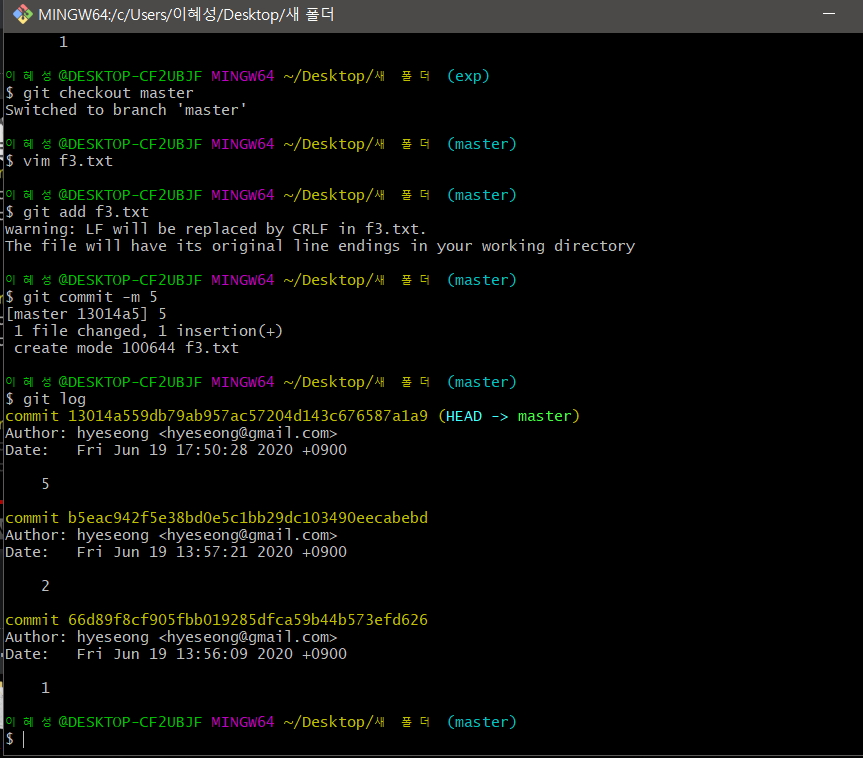 MINGW64:/c/Users/이혜성/Desktop/새 폴더
1
이혜성@DESKTOP-CF2UBJF MINGW64 ~/Desktop/새 폴더 (exp)
$ git checkout master
Switched to branch 'master'
이혜성@DESKTOP-CF2UBJF MINGW64 ~/Desktop/새 폴더 (master)
$ vim f3.txt
이혜성@DESKTOP-CF2UBJF MINGW64 ~/Desktop/새 폴더 (master)
$ git add f3.txt
warning: LF will be replaced by CRLF in f3.txt.
The file will have its original line endings in your working directory
이혜성@DESKTOP-CF2UBJF MINGW64 ~/Desktop/새 폴더 (master)
$ git commit -m 5
[master 13014a5] 5
1 file changed, 1 insertion(+)
create mode 100644 f3.txt
이혜성@DESKTOP-CF2UBJF MINGW64 ~/Desktop/새 폴더 (master)
$ git log
commit 13014a559db79ab957ac57204d143c676587a1a9 (HEAD -> master)
Author: hyeseong <hyeseong@gmail.com>
Date:   Fri Jun 19 17:50:28 2020 +0900
5
commit b5eac942f5e38bd0e5c1bb29dc103490eecabebd
Author: hyeseong <hyeseong@gmail.com>
Date:   Fri Jun 19 13:57:21 2020 +0900
2
commit 66d89f8cf905fbb019285dfca59b44b573efd626
Author: hyeseong <hyeseong@gmail.com>
Date:   Fri Jun 19 13:56:09 2020 +0900
1
이혜성@DESKTOP-CF2UBJF MINGW64 ~/Desktop/새 폴더 (master)
$